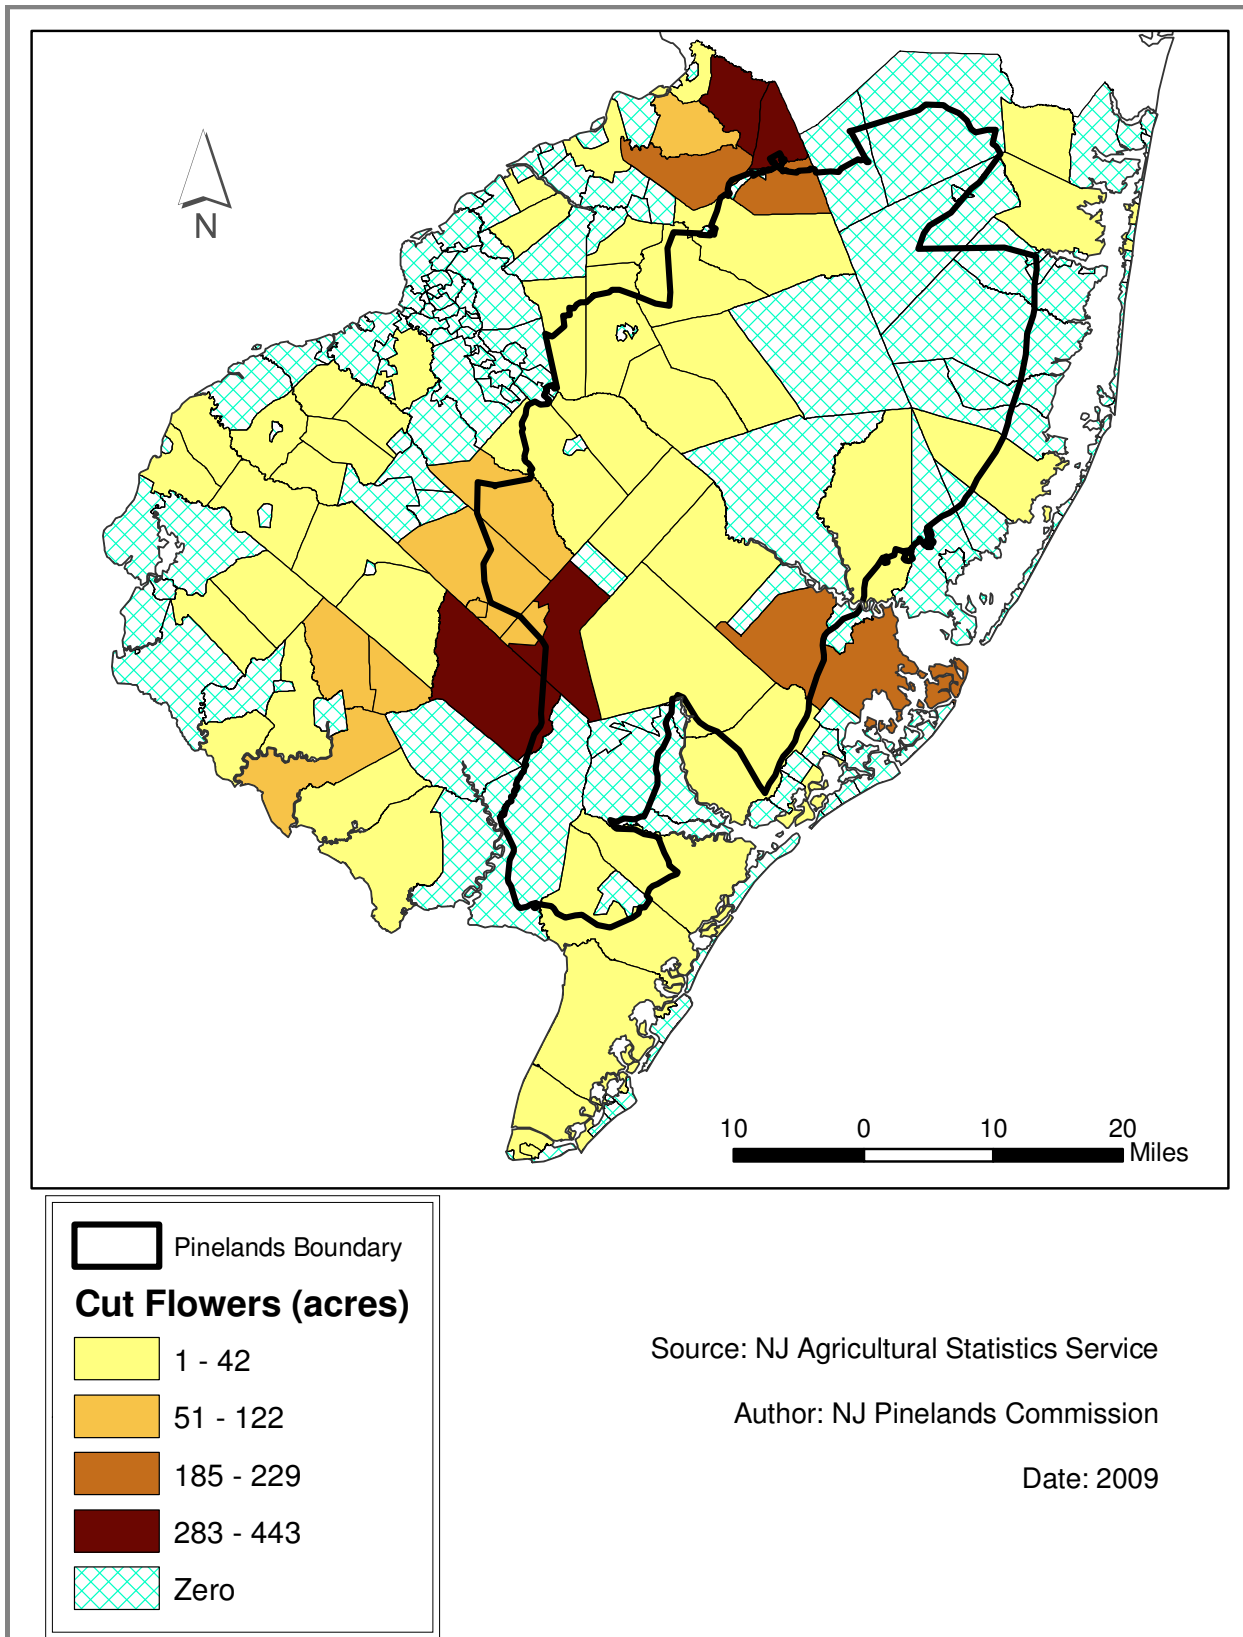 N
10 0 10 20
Miles
Pinelands Boundary
Cut Flowers (acres)
1 - 42
51 - 122
185 - 229
283 - 443
Zero
Source: NJ Agricultural Statistics Service
Author: NJ Pinelands Commission
Date: 2009